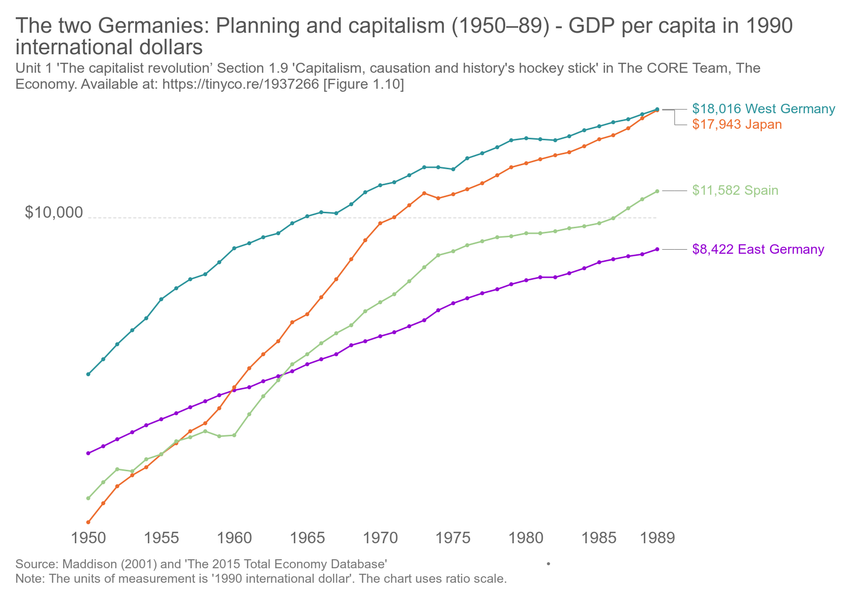 The two Germanies: Planning and capitalism (1950–89) - GDP per capita in 1990
international dollars
Unit 1 'The capitalist revolution’ Section 1.9 'Capitalism, causation and history's hockey stick' in The CORE Team, The
Economy. Available at: https://tinyco.re/1937266 [Figure 1.10]
$18,016 West Germany
$17,943 Japan
$11,582 Spain
$10,000
$8,422 East Germany
1950 1955 1960 1965 1970 1975 1980 1985 1989
Source: Maddison (2001) and 'The 2015 Total Economy Database'
Note: The units of measurement is '1990 international dollar'. The chart uses ratio scale.